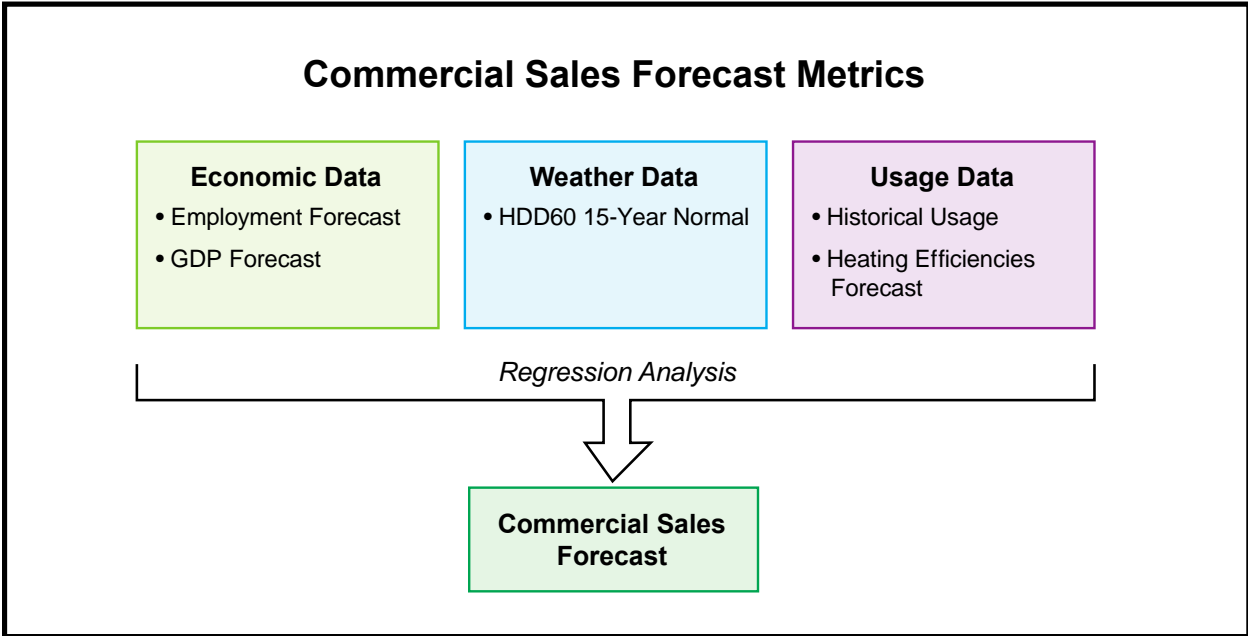 Commercial Sales Forecast Metrics
Economic Data
• Employment Forecast
• GDP Forecast
Weather Data
• HDD60 15-Year Normal
Usage Data
• Historical Usage
• Heating Efficiencies
Forecast
Regression Analysis
Commercial Sales
Forecast